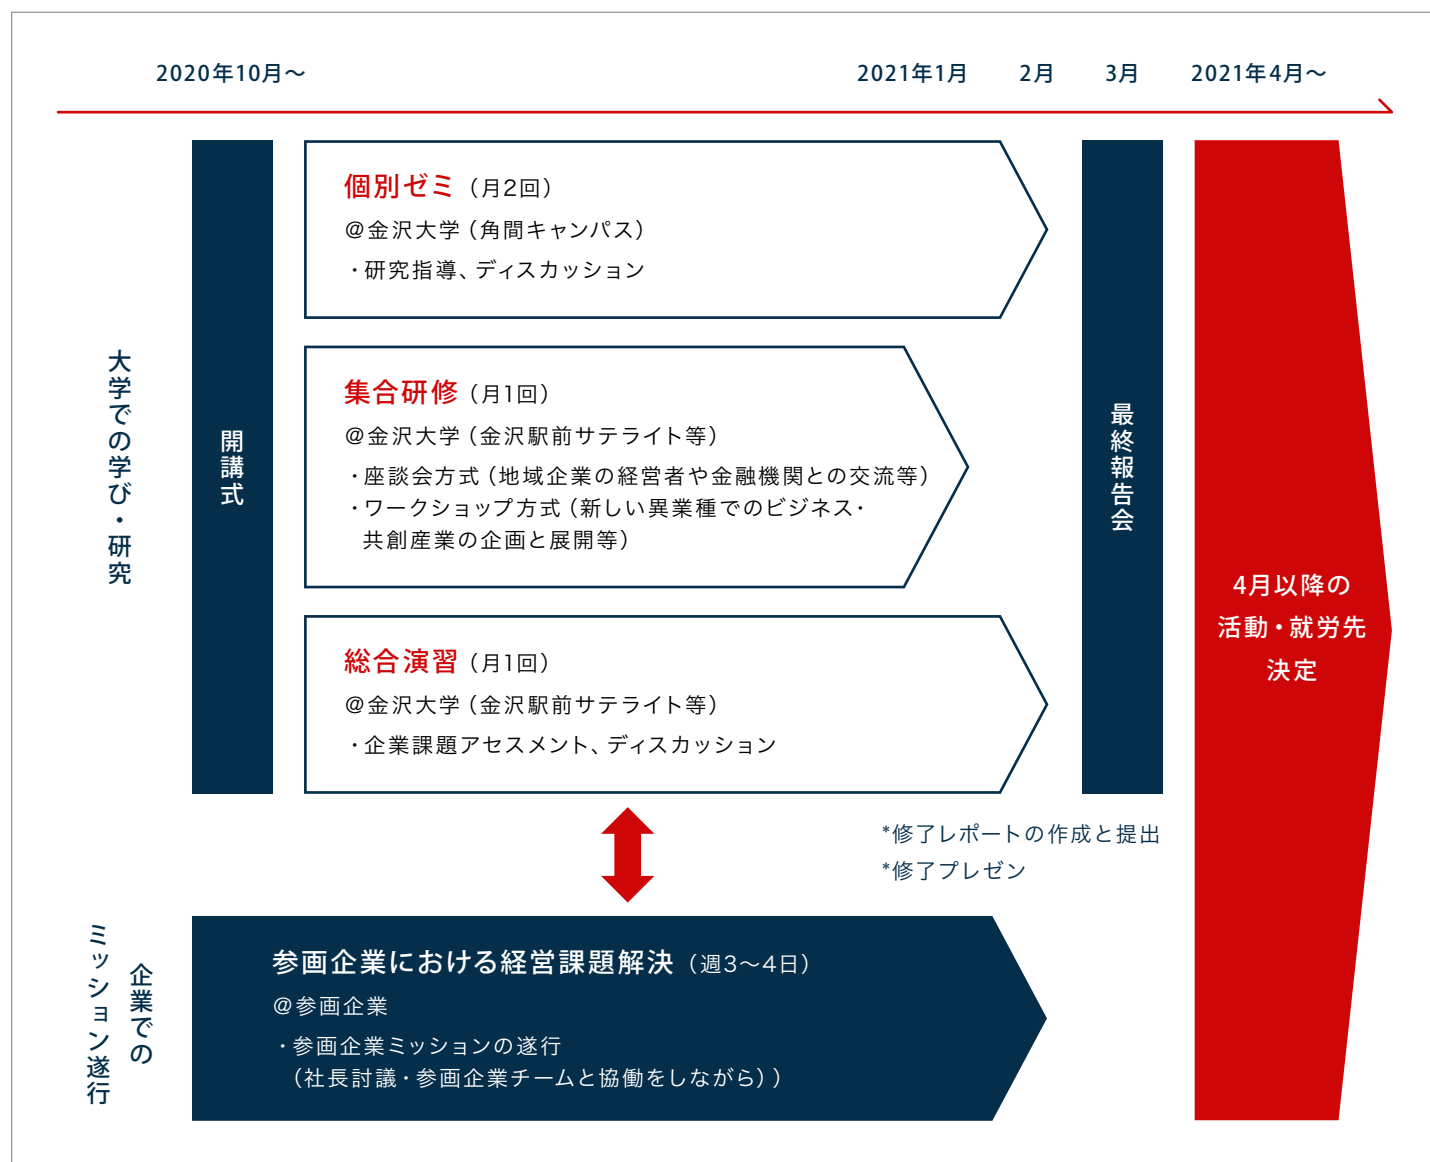 2020年10月〜
2021年1月
2月
3月
2021年4月〜
大学での学び・研究
開講式
個別ゼミ（月2回）
@金沢大学（角間キャンパス）
・研究指導、ディスカッション
集合研修（月1回）
@金沢大学（金沢駅前サテライト等）
・座談会方式（地域企業の経営者や金融機関との交流等）
・ワークショップ方式（新しい異業種でのビジネス・
共創産業の企画と展開等）
総合演習（月1回）
@金沢大学（金沢駅前サテライト等）
・企業課題アセスメント、ディスカッション
最終報告会
*修了レポートの作成と提出
*修了プレゼン
4月以降の
活動・就労先
決定
企業での
ミッション遂行
参画企業における経営課題解決（週3〜4日）
@参画企業
・参画企業ミッションの遂行
（社長討議・参画企業チームと協働をしながら））